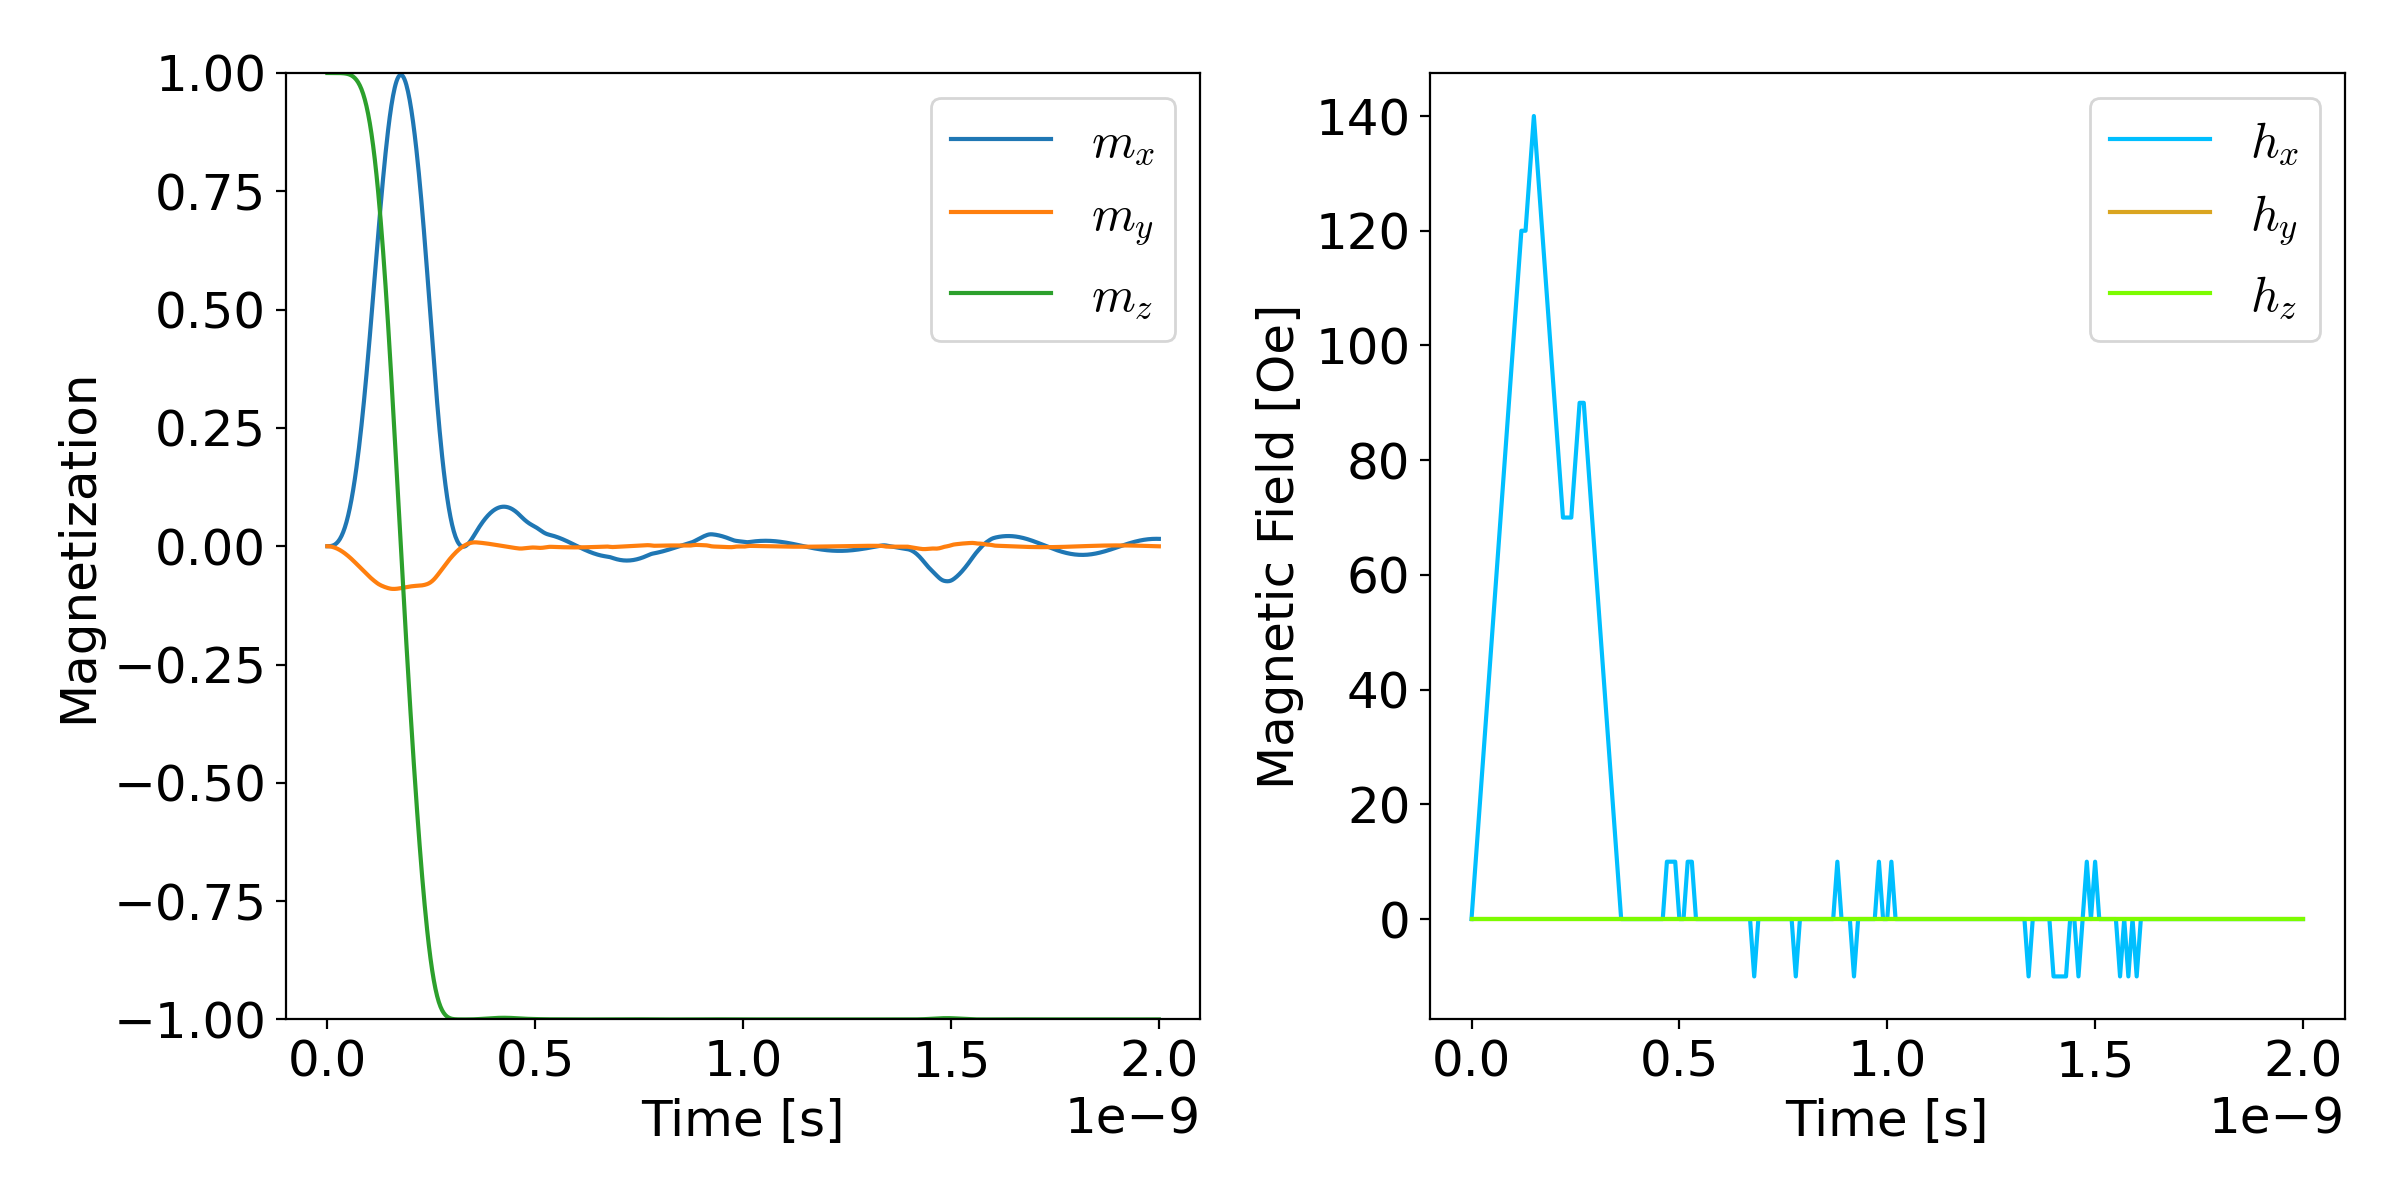 Magnetization
1.00
0.75
0.50
0.25
0.00
−0.25
−0.50
−0.75
−1.00
0.0 0.5 1.0 1.5 2.0
Time [s]
1e−9
m_x
m_y
m_z
Magnetic Field [Oe]
140
120
100
80
60
40
20
0
0.0 0.5 1.0 1.5 2.0
Time [s]
1e−9
h_x
h_y
h_z